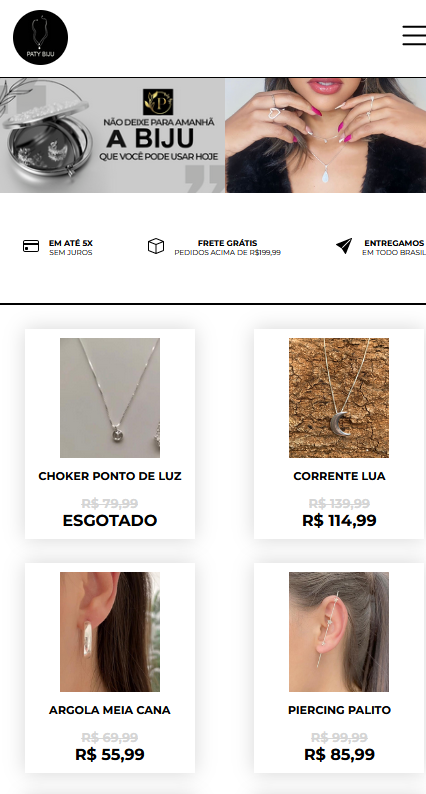 PATY BIJU
P
NÃO DEIXE PARA AMANHÃ
A BIJU
QUE VOCÊ PODE USAR HOJE
EM ATÉ 5X
SEM JUROS
FRETE GRÁTIS
PEDIDOS ACIMA DE R$199,99
ENTREGAMOS
EM TODO BRASIL
CHOKER PONTO DE LUZ
R$ 79,99
ESGOTADO
CORRENTE LUA
R$ 139,99
R$ 114,99
ARGOLA MEIA CANA
R$ 69,99
R$ 55,99
PIERCING PALITO
R$ 99,99
R$ 85,99